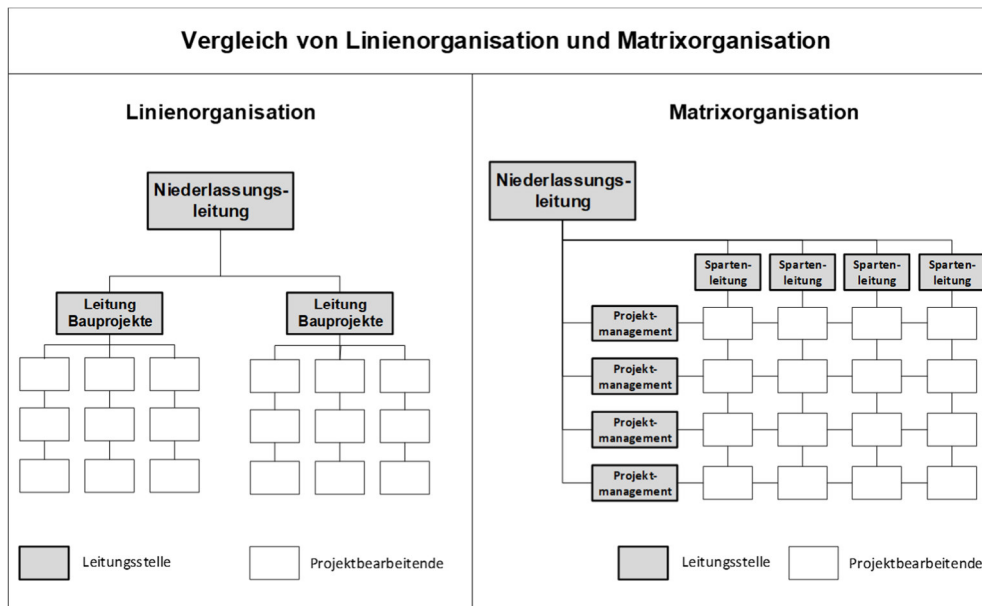 Vergleich von Linienorganisation und Matrixorganisation
Linienorganisation
Niederlassungs-
leitung
Leitung
Bauprojekte
Leitung
Bauprojekte
Leitungsstelle
Projektbearbeitende
Matrixorganisation
Niederlassungs-
leitung
Sparten-
leitung
Sparten-
leitung
Sparten-
leitung
Sparten-
leitung
Projekt-
management
Projekt-
management
Projekt-
management
Projekt-
management
Leitungsstelle
Projektbearbeitende